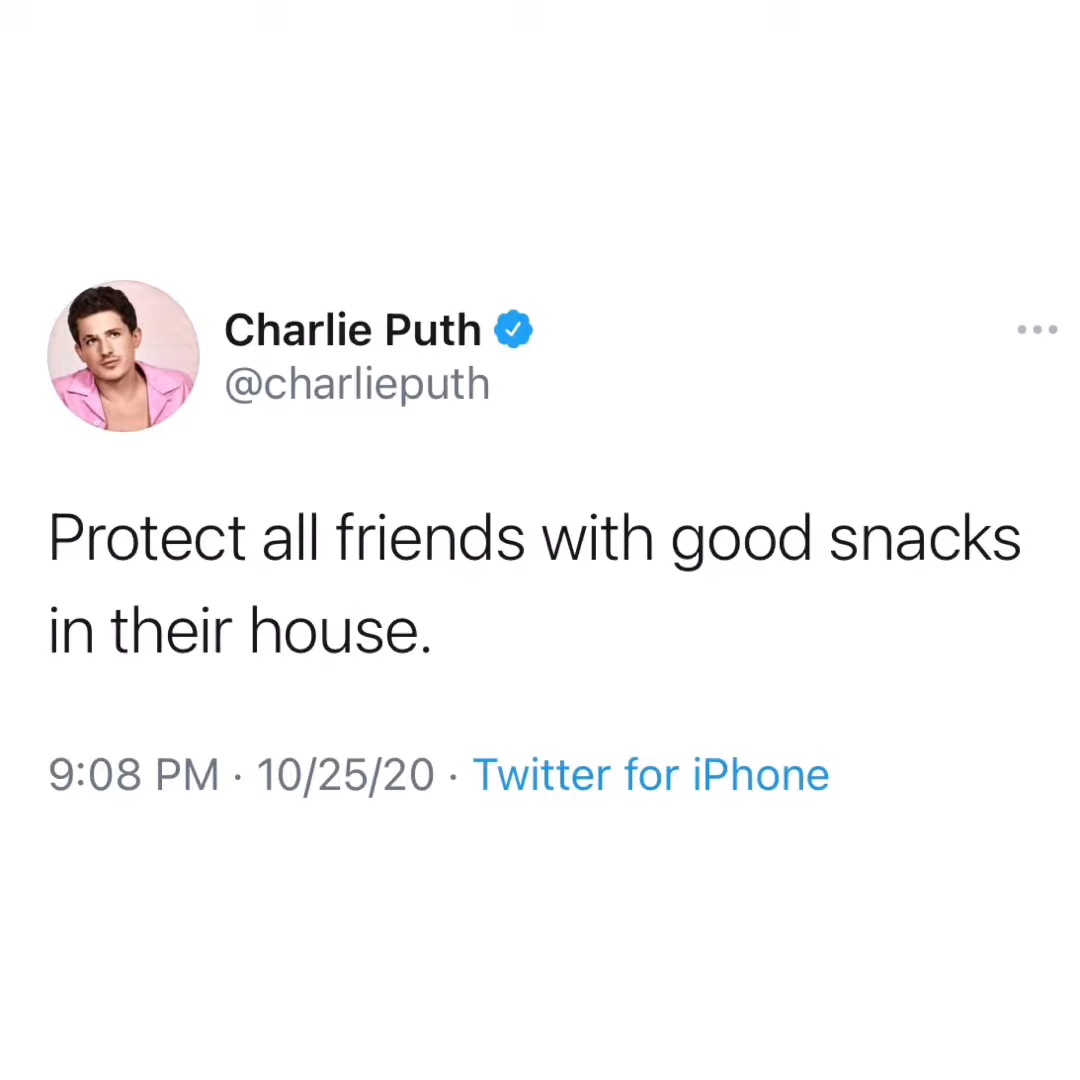 Charlie Puth
@charlieputh
Protect all friends with good snacks
in their house.
9:08 PM · 10/25/20 · Twitter for iPhone